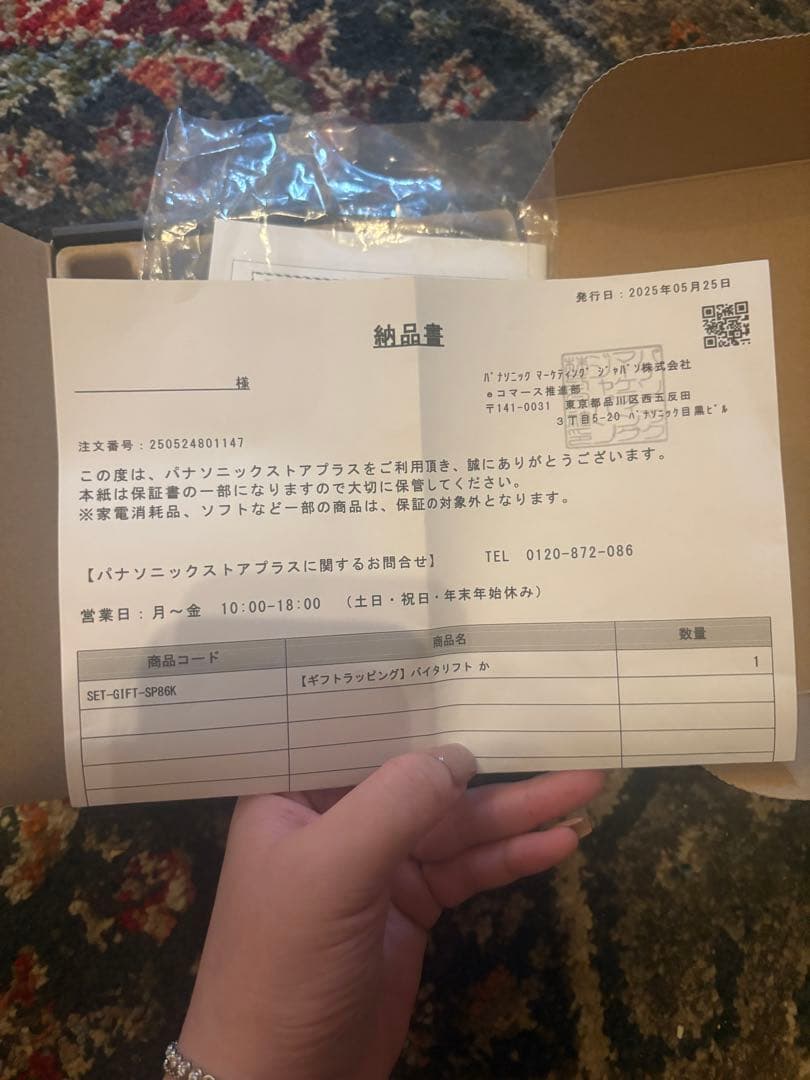 発行日：2025年05月25日
納品書
様
パナソニック マーケティング ジャパン株式会社
eコマース推進部
〒141-0031 東京都品川区西五反田
3丁目5-20 パナソニック目黒ビル
注文番号：250524801147
この度は、パナソニックストアプラスをご利用頂き、誠にありがとうございます。
本紙は保証書の一部になりますので大切に保管してください。
※家電消耗品、ソフトなど一部の商品は、保証の対象外となります。
【パナソニックストアプラスに関するお問合せ】 TEL 0120-872-086
営業日：月～金 10:00-18:00 （土日・祝日・年末年始休み）
商品コード 商品名 数量
SET-GIFT-SP86K 【ギフトラッピング】バイタリフト か 1